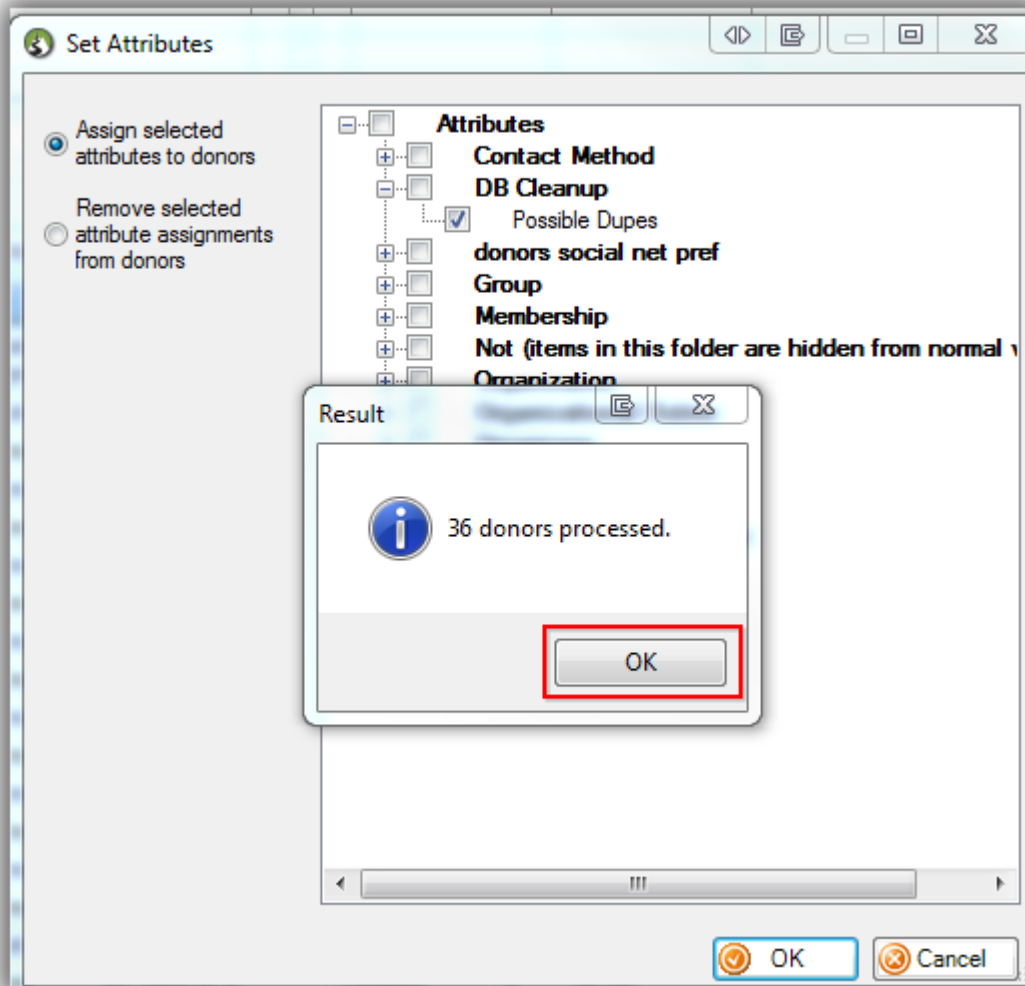 Set Attributes
Assign selected
attributes to donors
Remove selected
attribute assignments
from donors
Attributes
Contact Method
DB Cleanup
Possible Dupes
donors social net pref
Group
Membership
Not (items in this folder are hidden from normal
Organization
Result
36 donors processed.
OK
OK
Cancel